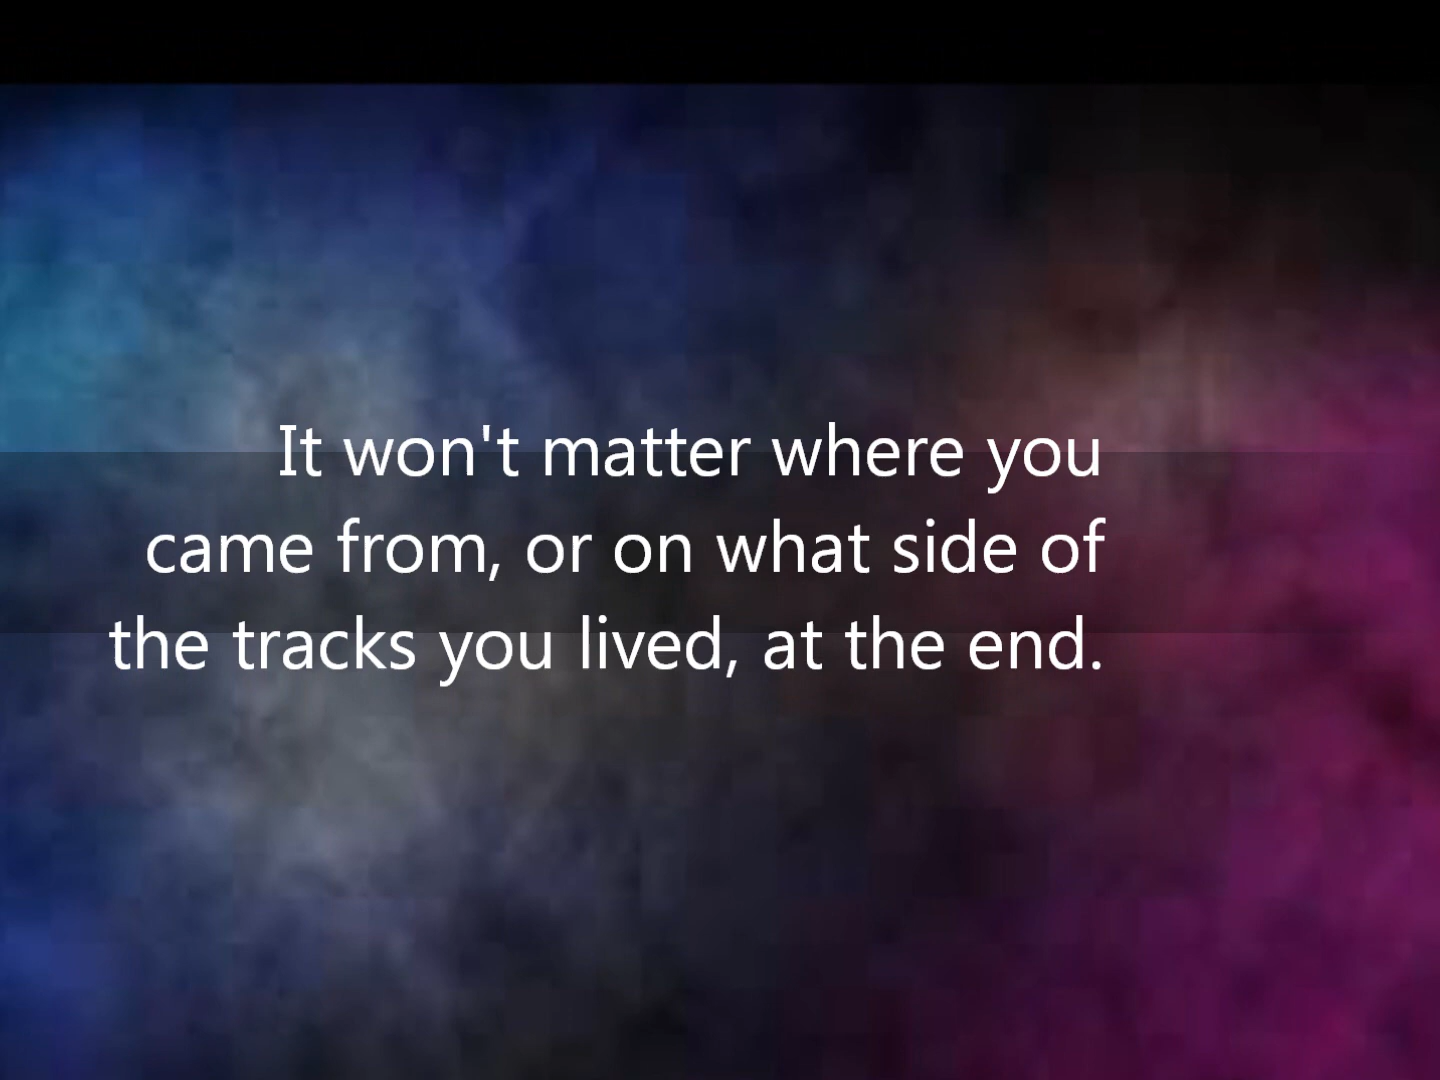 It won't matter where you
came from, or on what side of
the tracks you lived, at the end.